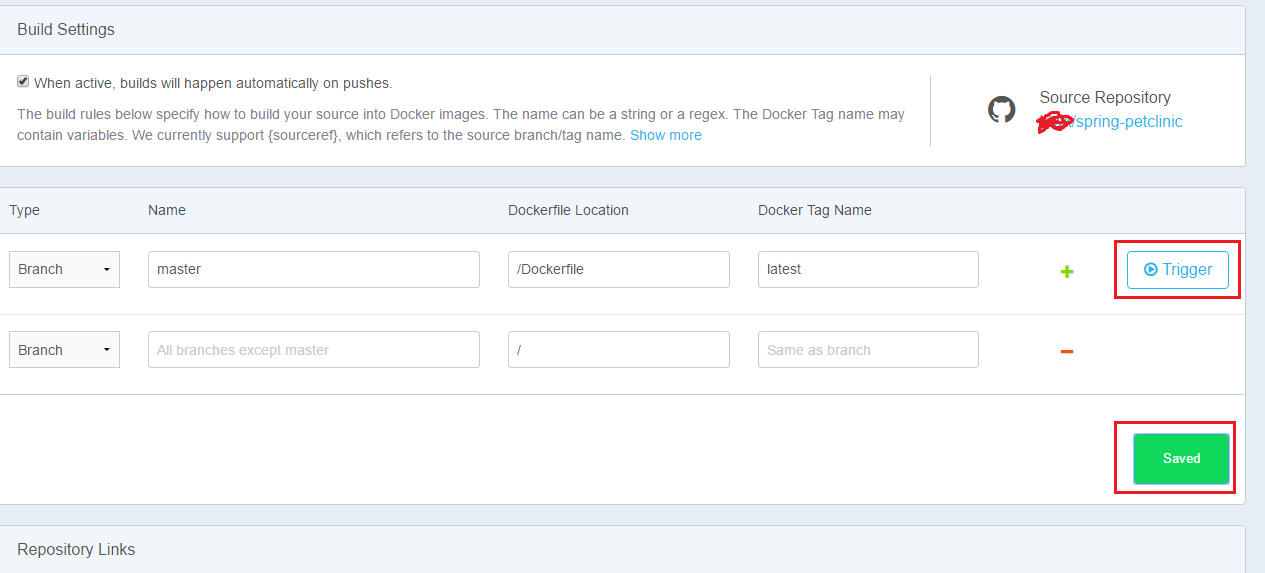 Build Settings
When active, builds will happen automatically on pushes.
The build rules below specify how to build your source into Docker images. The name can be a string or a regex. The Docker Tag name may
contain variables. We currently support {sourceref}, which refers to the source branch/tag name. Show more
Source Repository
/spring-petclinic
Type Name Dockerfile Location Docker Tag Name
Branch master /Dockerfile latest Trigger
Branch All branches except master / Same as branch
Saved
Repository Links